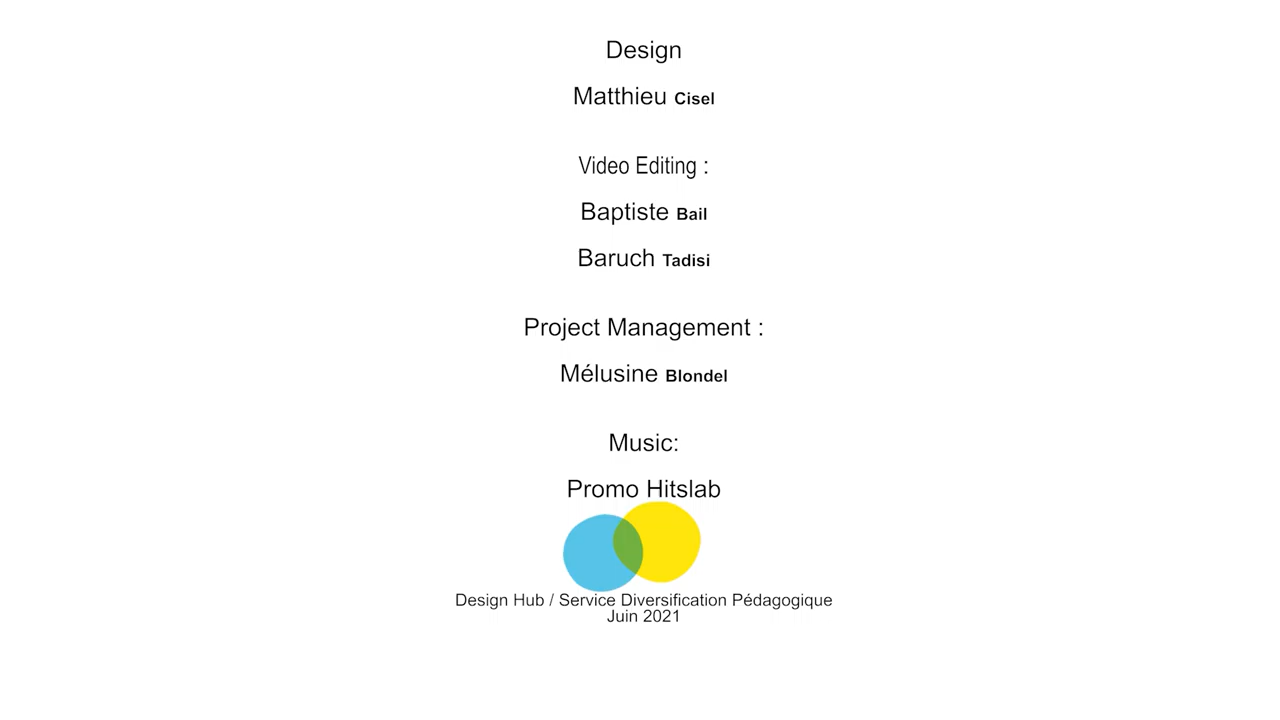 Design
Matthieu Cisel
Video Editing :
Baptiste Bail
Baruch Tadisi
Project Management :
Mélusine Blondel
Music:
Promo Hitslab
Design Hub / Service Diversification Pédagogique
Juin 2021